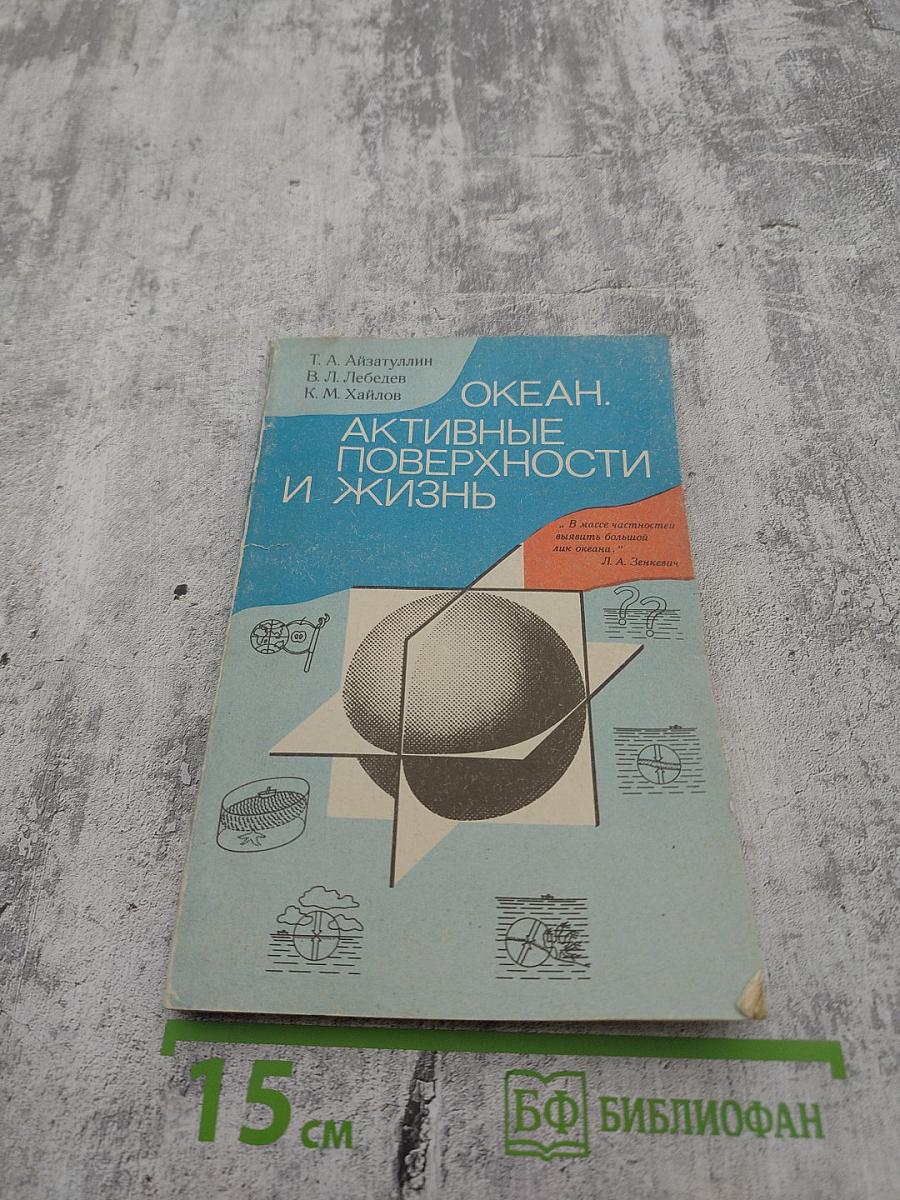 Т. А. Айзатуллин
В. Л. Лебедев
К. М. Хайлов
ОКЕАН.
АКТИВНЫЕ
ПОВЕРХНОСТИ
И ЖИЗНЬ
„ В массе частностей
выявить большой
лик океана.”
Л. А. Зенкевич
??
15 см
БФ БИБЛИОФАН